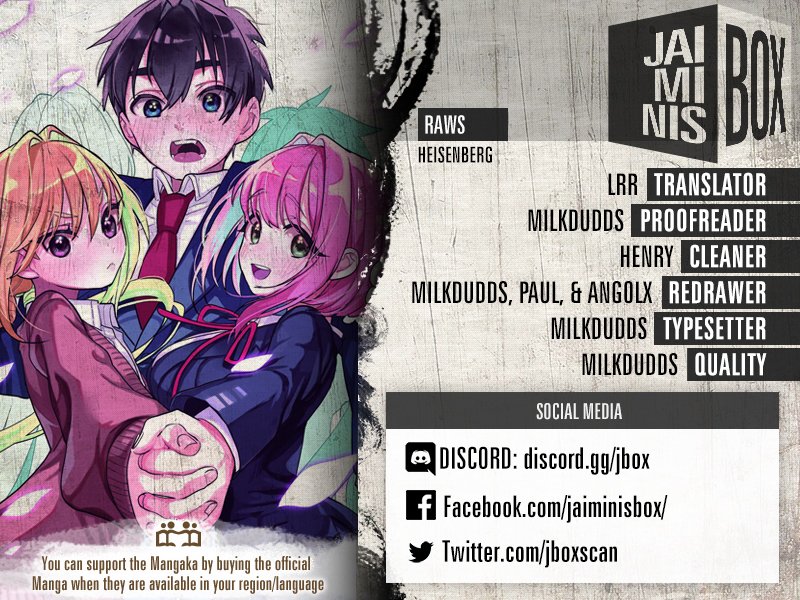 JAI
MI
NIS
BOX
RAWS
HEISENBERG
LRR TRANSLATOR
MILKDUDDS PROOFREADER
HENRY CLEANER
MILKDUDDS, PAUL, & ANGOLX REDRAWER
MILKDUDDS TYPESETTER
MILKDUDDS QUALITY
SOCIAL MEDIA
DISCORD: discord.gg/jbox
Facebook.com/jaiminisbox/
Twitter.com/jboxscan
You can support the Mangaka by buying the official
Manga when they are available in your region/language